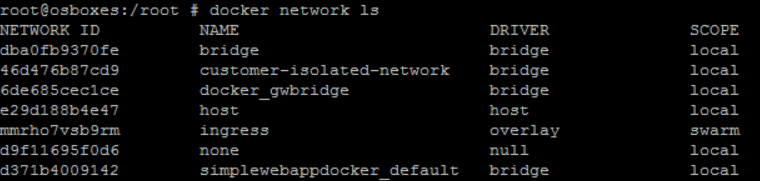 root@osboxes:/root # docker network ls
NETWORK ID NAME DRIVER SCOPE
dba0fb9370fe bridge bridge local
46d476b87cd9 customer-isolated-network bridge local
6de685cec1ce docker_gwbridge bridge local
e29d188b4e47 host host local
mmrho7vsb9rm ingress overlay swarm
d9f11695f0d6 none null local
d371b4009142 simplewebappdocker_default bridge local